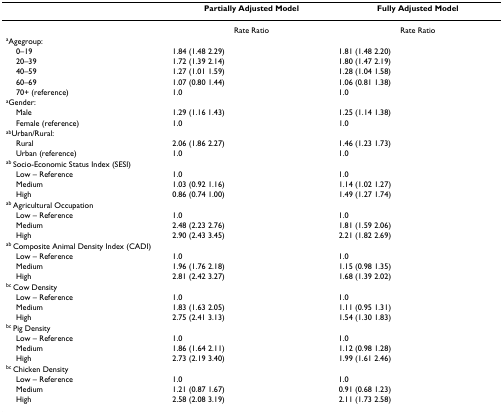 Partially Adjusted Model Fully Adjusted Model
Rate Ratio Rate Ratio
aAgegroup:
0–19 1.84 (1.48 2.29) 1.81 (1.48 2.20)
20–39 1.72 (1.39 2.14) 1.80 (1.47 2.19)
40–59 1.27 (1.01 1.59) 1.28 (1.04 1.58)
60–69 1.07 (0.80 1.44) 1.06 (0.81 1.38)
70+ (reference) 1.0 1.0
aGender:
Male 1.29 (1.16 1.43) 1.25 (1.14 1.38)
Female (reference) 1.0 1.0
abUrban/Rural:
Rural 2.06 (1.86 2.27) 1.46 (1.23 1.73)
Urban (reference) 1.0 1.0
ab Socio-Economic Status Index (SESI)
Low – Reference 1.0 1.0
Medium 1.03 (0.92 1.16) 1.14 (1.02 1.27)
High 0.86 (0.74 1.00) 1.49 (1.27 1.74)
ab Agricultural Occupation
Low – Reference 1.0 1.0
Medium 2.48 (2.23 2.76) 1.81 (1.59 2.06)
High 2.90 (2.43 3.45) 2.21 (1.82 2.69)
ab Composite Animal Density Index (CADI)
Low – Reference 1.0 1.0
Medium 1.96 (1.76 2.18) 1.15 (0.98 1.35)
High 2.81 (2.42 3.27) 1.68 (1.39 2.02)
bc Cow Density
Low – Reference 1.0 1.0
Medium 1.83 (1.63 2.05) 1.11 (0.95 1.31)
High 2.75 (2.41 3.13) 1.54 (1.30 1.83)
bc Pig Density
Low – Reference 1.0 1.0
Medium 1.86 (1.64 2.11) 1.12 (0.98 1.28)
High 2.73 (2.19 3.40) 1.99 (1.61 2.46)
bc Chicken Density
Low – Reference 1.0 1.0
Medium 1.21 (0.87 1.67) 0.91 (0.68 1.23)
High 2.58 (2.08 3.19) 2.11 (1.73 2.58)